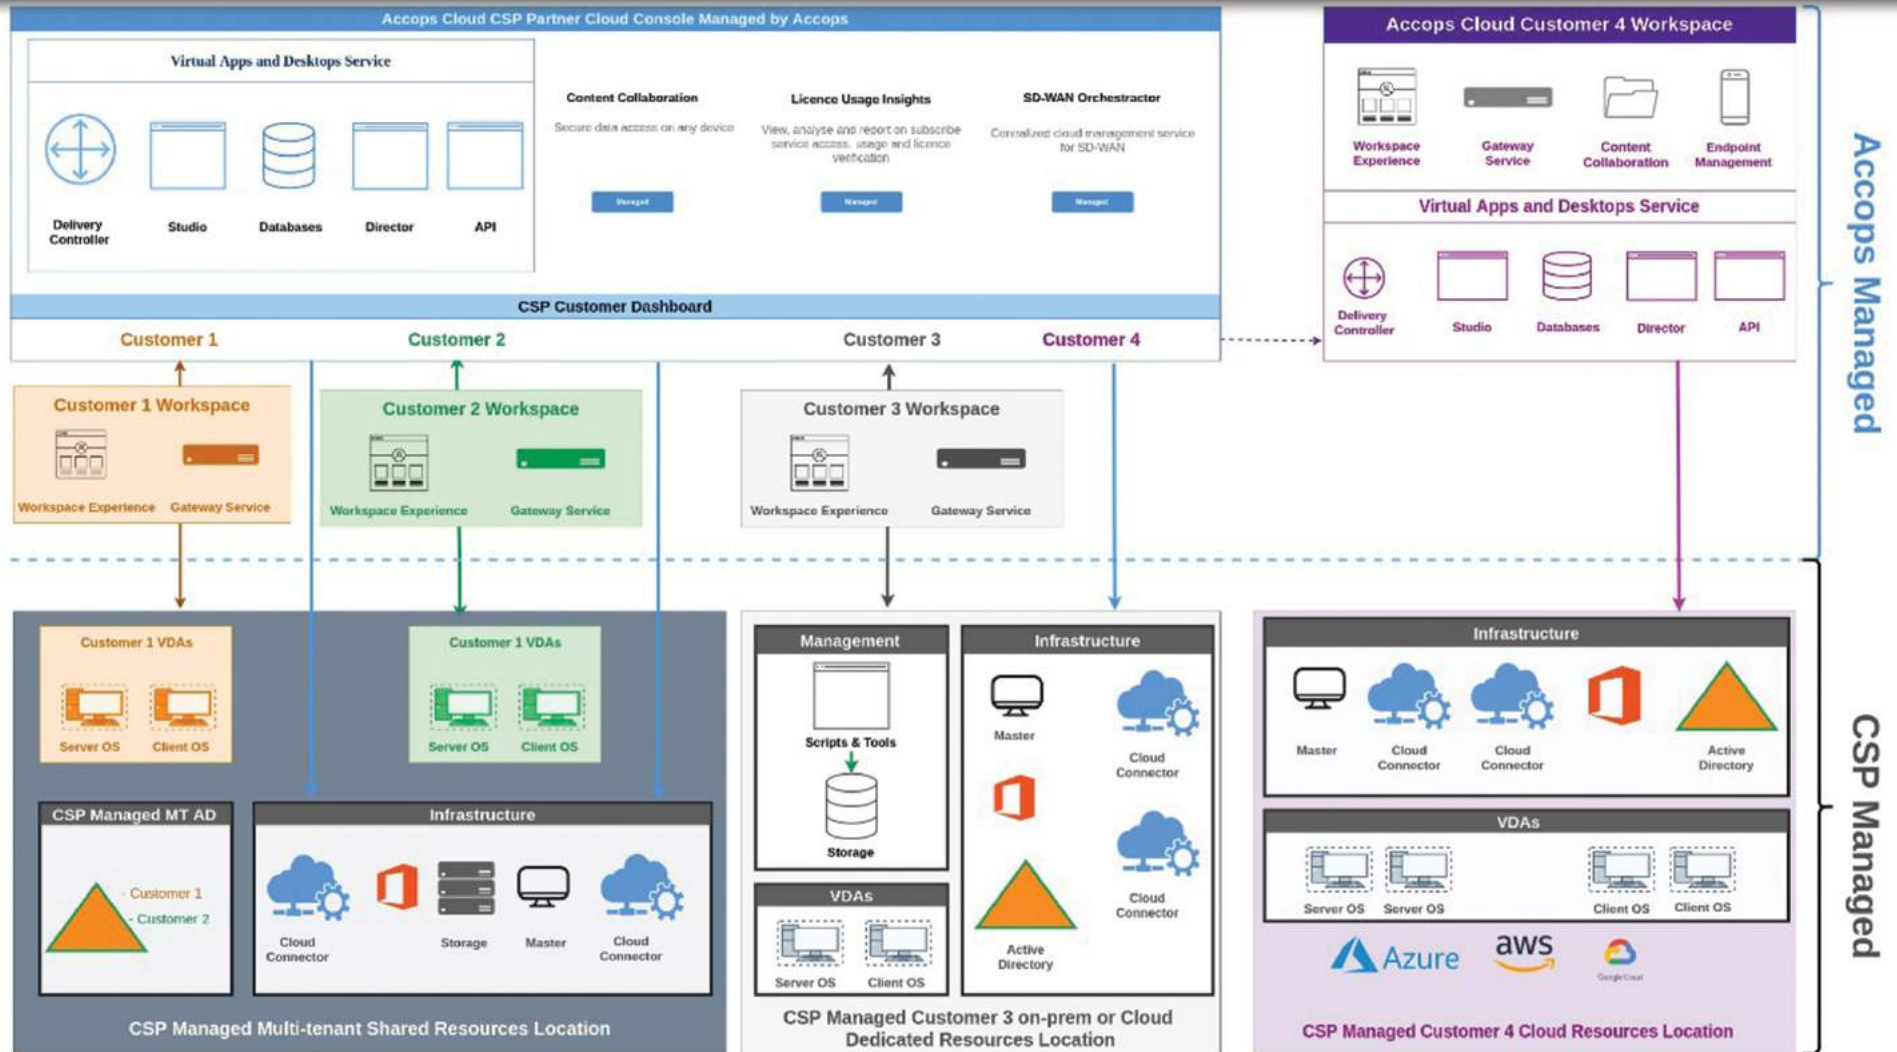 Accops Cloud CSP Partner Cloud Console Managed by Accops
Virtual Apps and Desktops Service
Delivery
Controller
Studio
Databases
Director
API
Content Collaboration
Secure data access on any device
Managed
Licence Usage Insights
View, analyse and report on subscribe
service access, usage and licence
verification
Managed
SD-WAN Orchestractor
cloud management service
for SD-WAN
Managed
CSP Customer Dashboard
Customer 1
Customer 2
Customer 3
Customer 4
Accops Cloud Customer 4 Workspace
Workspace
Experience
Gateway
Service
Content
Collaboration
Endpoint
Management
Virtual Apps and Desktops Service
Delivery
Controller
Studio
Databases
Director
API
Accops Managed
Customer 1 Workspace
Workspace Experience
Gateway Service
Customer 2 Workspace
Workspace Experience
Gateway Service
Customer 3 Workspace
Workspace Experience
Gateway Service
Customer 1 VDAs
Server OS
Client OS
Customer 1 VDAs
Server OS
Client OS
CSP Managed MT AD
- Customer 1
- Customer 2
Infrastructure
Cloud
Connector
Storage
Master
Cloud
Connector
CSP Managed Multi-tenant Shared Resources Location
Management
Scripts & Tools
Storage
VDAs
Server OS
Client OS
Infrastructure
Master
Cloud
Connector
Cloud
Connector
Active
Directory
CSP Managed Customer 3 on-prem or Cloud
Dedicated Resources Location
Infrastructure
Master
Cloud
Connector
Cloud
Connector
Active
Directory
VDAs
Server OS
Server OS
Client OS
Client OS
Azure
aws
Google Cloud
CSP Managed Customer 4 Cloud Resources Location
CSP Managed